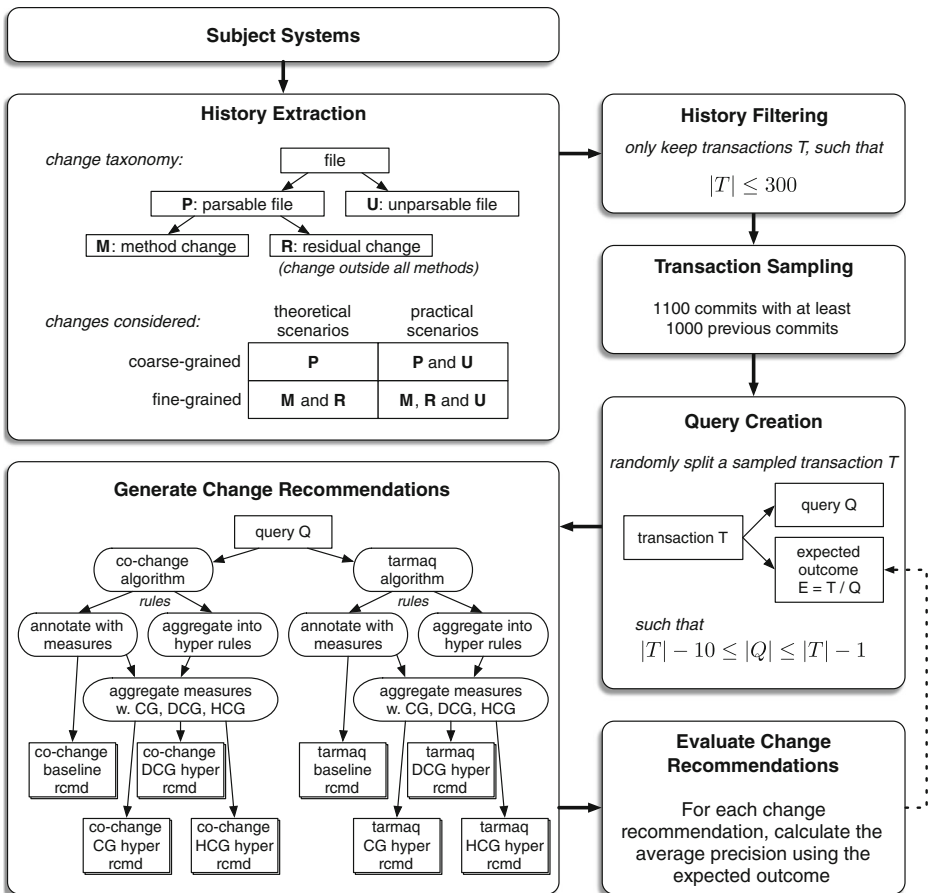 Subject Systems
History Extraction
change taxonomy:
file
P: parsable file
U: unparsable file
M: method change
R: residual change
(change outside all methods)
changes considered:
theoretical
scenarios
practical
scenarios
coarse-grained
P
P and U
fine-grained
M and R
M, R and U
History Filtering
only keep transactions T, such that
|T| ≤ 300
Transaction Sampling
1100 commits with at least
1000 previous commits
Query Creation
randomly split a sampled transaction T
transaction T
query Q
expected
outcome
E = T / Q
such that
|T| − 10 ≤ |Q| ≤ |T| − 1
Generate Change Recommendations
query Q
co-change
algorithm
rules
annotate with
measures
aggregate into
hyper rules
aggregate measures
w. CG, DCG, HCG
co-change
baseline
rcmd
co-change
DCG hyper
rcmd
co-change
CG hyper
rcmd
co-change
HCG hyper
rcmd
tarmaq
algorithm
rules
annotate with
measures
aggregate into
hyper rules
aggregate measures
w. CG, DCG, HCG
tarmaq
baseline
rcmd
tarmaq
DCG hyper
rcmd
tarmaq
CG hyper
rcmd
tarmaq
HCG hyper
rcmd
Evaluate Change
Recommendations
For each change
recommendation, calculate the
average precision using the
expected outcome